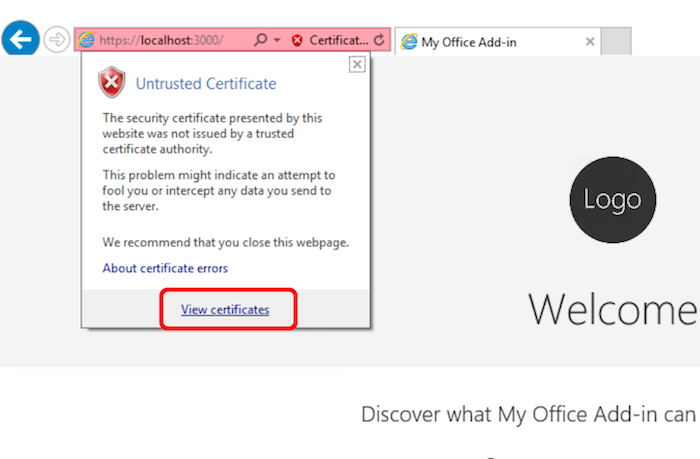 https://localhost:3000/
Certificat...
My Office Add-in
Untrusted Certificate
The security certificate presented by this
website was not issued by a trusted
certificate authority.
This problem might indicate an attempt to
fool you or intercept any data you send to
the server.
We recommend that you close this webpage.
About certificate errors
View certificates
Logo
Welcome
Discover what My Office Add-in can